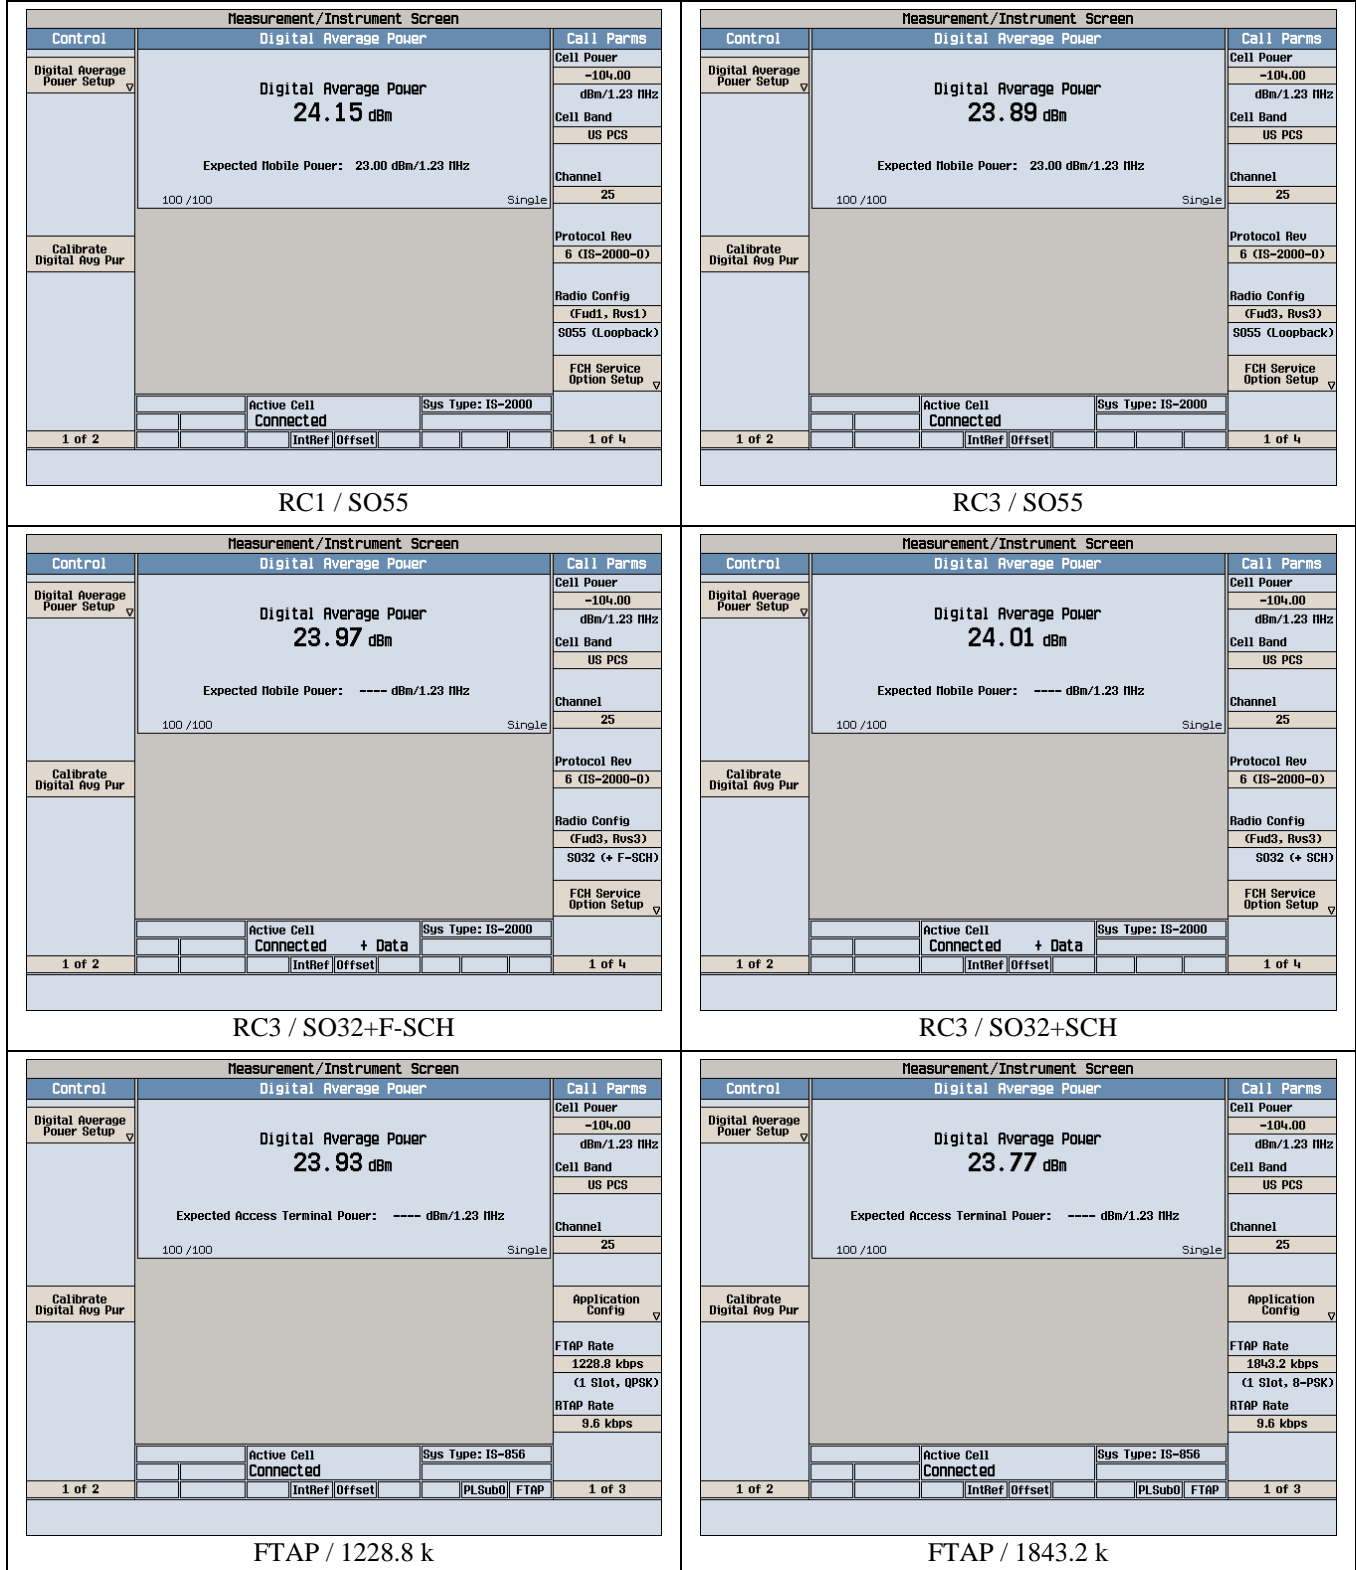 Measurement/Instrument Screen
Control
Digital Average Power
Call Parms
Digital Average
Power Setup
Digital Average Power
24.15 dBm
Expected Mobile Power: 23.00 dBm/1.23 MHz
100/100
Single
Cell Power
-104.00
dBm/1.23 MHz
Cell Band
US PCS
Channel
25
Calibrate
Digital Avg Pwr
Protocol Rev
6 (IS-2000-0)
Radio Config
(Fwd1, Rvs1)
SO55 (Loopback)
FCH Service
Option Setup
Active Cell
Connected
Sys Type: IS-2000
1 of 2
IntRef Offset
1 of 4
RC1 / SO55
Measurement/Instrument Screen
Control
Digital Average Power
Call Parms
Digital Average
Power Setup
Digital Average Power
23.89 dBm
Expected Mobile Power: 23.00 dBm/1.23 MHz
100/100
Single
Cell Power
-104.00
dBm/1.23 MHz
Cell Band
US PCS
Channel
25
Calibrate
Digital Avg Pwr
Protocol Rev
6 (IS-2000-0)
Radio Config
(Fwd3, Rvs3)
SO55 (Loopback)
FCH Service
Option Setup
Active Cell
Connected
Sys Type: IS-2000
1 of 2
IntRef Offset
1 of 4
RC3 / SO55
Measurement/Instrument Screen
Control
Digital Average Power
Call Parms
Digital Average
Power Setup
Digital Average Power
23.97 dBm
Expected Mobile Power: ---- dBm/1.23 MHz
100/100
Single
Cell Power
-104.00
dBm/1.23 MHz
Cell Band
US PCS
Channel
25
Calibrate
Digital Avg Pwr
Protocol Rev
6 (IS-2000-0)
Radio Config
(Fwd3, Rvs3)
SO32 (+ F-SCH)
FCH Service
Option Setup
Active Cell
Connected + Data
Sys Type: IS-2000
1 of 2
IntRef Offset
1 of 4
RC3 / SO32+F-SCH
Measurement/Instrument Screen
Control
Digital Average Power
Call Parms
Digital Average
Power Setup
Digital Average Power
24.01 dBm
Expected Mobile Power: ---- dBm/1.23 MHz
100/100
Single
Cell Power
-104.00
dBm/1.23 MHz
Cell Band
US PCS
Channel
25
Calibrate
Digital Avg Pwr
Protocol Rev
6 (IS-2000-0)
Radio Config
(Fwd3, Rvs3)
SO32 (+ SCH)
FCH Service
Option Setup
Active Cell
Connected + Data
Sys Type: IS-2000
1 of 2
IntRef Offset
1 of 4
RC3 / SO32+SCH
Measurement/Instrument Screen
Control
Digital Average Power
Call Parms
Digital Average
Power Setup
Digital Average Power
23.93 dBm
Expected Access Terminal Power: ---- dBm/1.23 MHz
100/100
Single
Cell Power
-104.00
dBm/1.23 MHz
Cell Band
US PCS
Channel
25
Calibrate
Digital Avg Pwr
Application
Config
FTAP Rate
1228.8 kbps
(1 Slot, QPSK)
RTAP Rate
9.6 kbps
Active Cell
Connected
Sys Type: IS-856
1 of 2
IntRef Offset
PLSub0 FTAP
1 of 3
FTAP / 1228.8 k
Measurement/Instrument Screen
Control
Digital Average Power
Call Parms
Digital Average
Power Setup
Digital Average Power
23.77 dBm
Expected Access Terminal Power: ---- dBm/1.23 MHz
100/100
Single
Cell Power
-104.00
dBm/1.23 MHz
Cell Band
US PCS
Channel
25
Calibrate
Digital Avg Pwr
Application
Config
FTAP Rate
1843.2 kbps
(1 Slot, 8-PSK)
RTAP Rate
9.6 kbps
Active Cell
Connected
Sys Type: IS-856
1 of 2
IntRef Offset
PLSub0 FTAP
1 of 3
FTAP / 1843.2 k